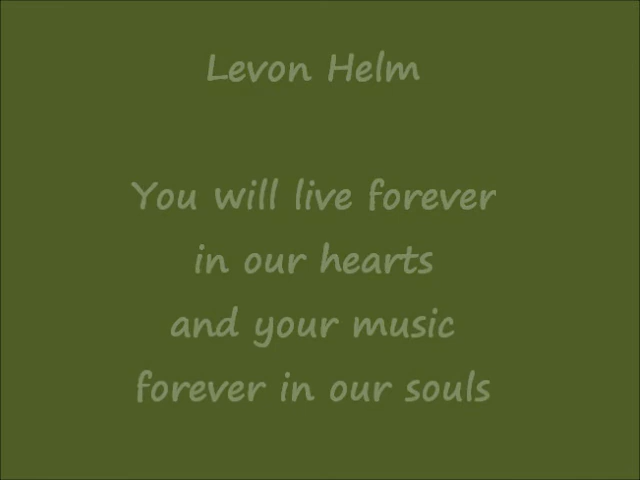 Levon Helm
You will live forever
in our hearts
and your music
forever in our souls